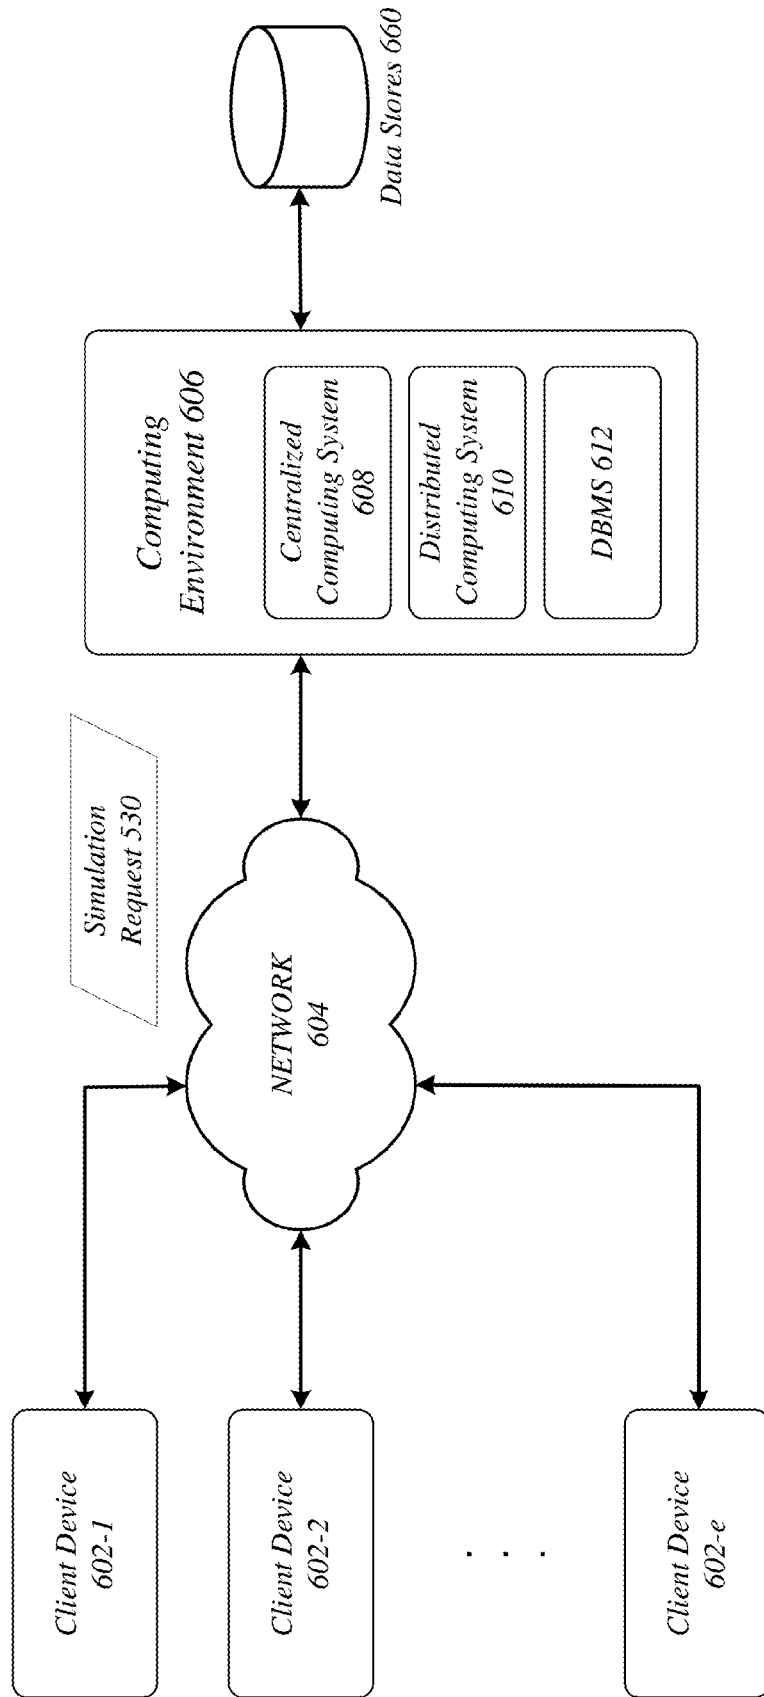 Client Device
602-1
Client Device
602-2
. . .
Client Device
602-e
NETWORK
604
Simulation
Request 530
Computing
Environment 606
Centralized
Computing System
608
Distributed
Computing System
610
DBMS 612
Data Stores 660